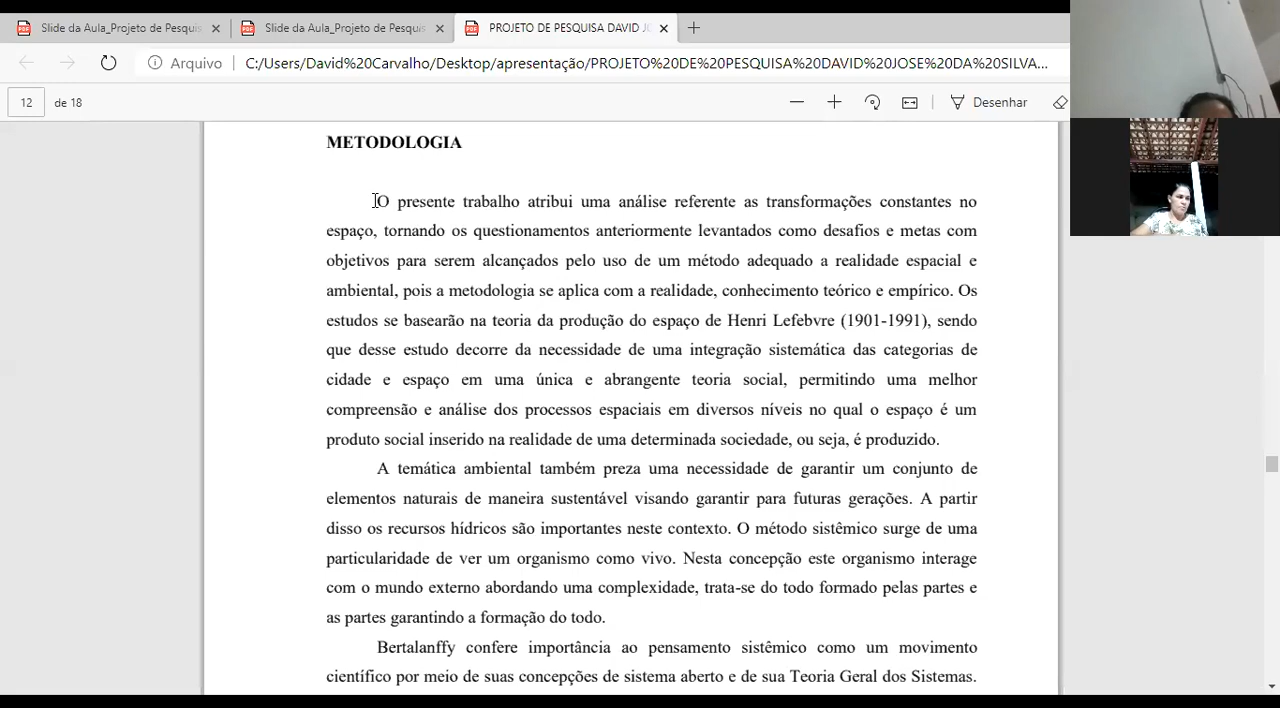 Slide da Aula_Projeto de Pesquis
Slide da Aula_Projeto de Pesquis
PROJETO DE PESQUISA DAVID JO
Arquivo
C:/Users/David%20Carvalho/Desktop/apresentação/PROJETO%20DE%20PESQUISA%20DAVID%20JOSE%20DA%20SILVA...
12 de 18
Desenhar
METODOLOGIA
O presente trabalho atribui uma análise referente as transformações constantes no
espaço, tornando os questionamentos anteriormente levantados como desafios e metas com
objetivos para serem alcançados pelo uso de um método adequado a realidade espacial e
ambiental, pois a metodologia se aplica com a realidade, conhecimento teórico e empírico. Os
estudos se basearão na teoria da produção do espaço de Henri Lefebvre (1901-1991), sendo
que desse estudo decorre da necessidade de uma integração sistemática das categorias de
cidade e espaço em uma única e abrangente teoria social, permitindo uma melhor
compreensão e análise dos processos espaciais em diversos níveis no qual o espaço é um
produto social inserido na realidade de uma determinada sociedade, ou seja, é produzido.
A temática ambiental também preza uma necessidade de garantir um conjunto de
elementos naturais de maneira sustentável visando garantir para futuras gerações. A partir
disso os recursos hídricos são importantes neste contexto. O método sistêmico surge de uma
particularidade de ver um organismo como vivo. Nesta concepção este organismo interage
com o mundo externo abordando uma complexidade, trata-se do todo formado pelas partes e
as partes garantindo a formação do todo.
Bertalanffy confere importância ao pensamento sistêmico como um movimento
científico por meio de suas concepções de sistema aberto e de sua Teoria Geral dos Sistemas.